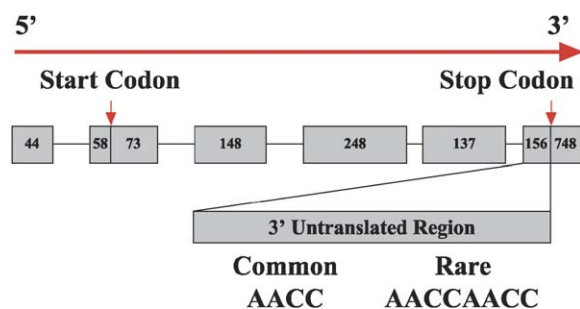 5’ 3’
Start Codon Stop Codon
44 58 73 148 248 137 156 748
3’ Untranslated Region
Common Rare
AACC AACCAACC